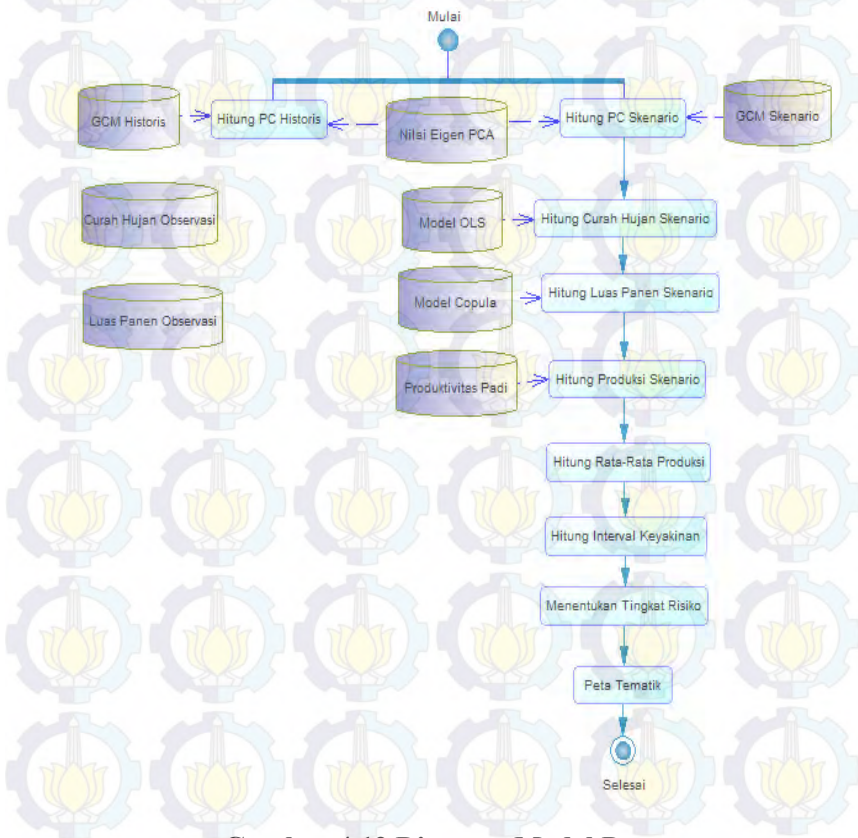 Mulai
GCM Historis
Hitung PC Historis
Nilai Eigen PCA
Hitung PC Skenario
GCM Skenario
Curah Hujan Observasi
Model OLS
Hitung Curah Hujan Skenario
Luas Panen Observasi
Model Copula
Hitung Luas Panen Skenario
Produktivitas Padi
Hitung Produksi Skenario
Hitung Rata-Rata Produksi
Hitung Interval Keyakinan
Menentukan Tingkat Risiko
Peta Tematik
Selesai